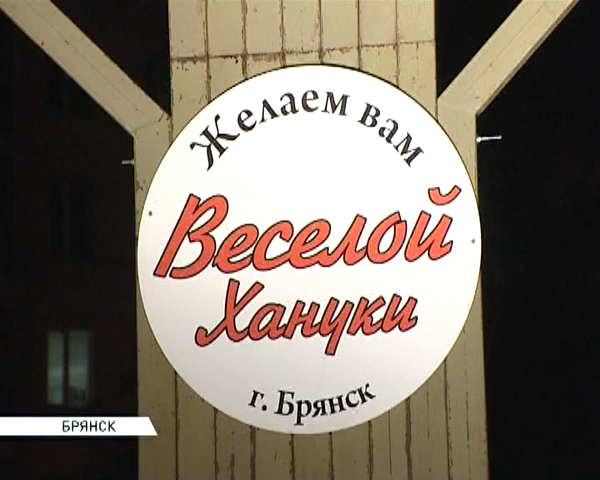 Желаем вам
Веселой
Хануки
г. Брянск
БРЯНСК